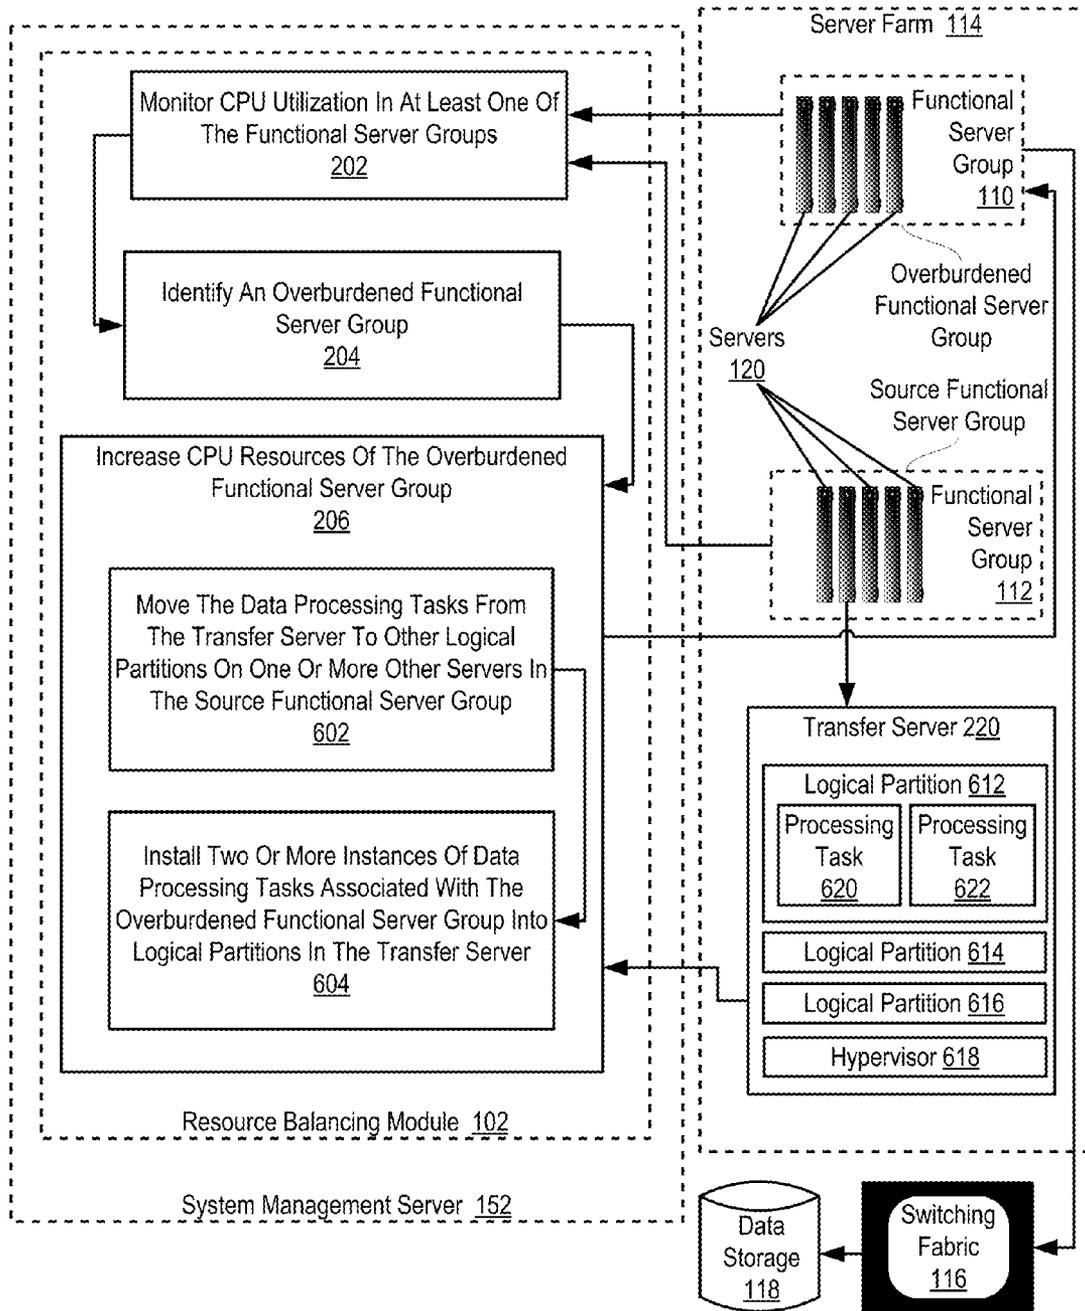 Server Farm 114
Monitor CPU Utilization In At Least One Of
The Functional Server Groups
202
Functional
Server
Group
110
Identify An Overburdened Functional
Server Group
204
Overburdened
Functional Server
Group
Servers
120
Source Functional
Server Group
Increase CPU Resources Of The Overburdened
Functional Server Group
206
Functional
Server
Group
112
Move The Data Processing Tasks From
The Transfer Server To Other Logical
Partitions On One Or More Other Servers In
The Source Functional Server Group
602
Transfer Server 220
Logical Partition 612
Processing
Task
620
Processing
Task
622
Install Two Or More Instances Of Data
Processing Tasks Associated With The
Overburdened Functional Server Group Into
Logical Partitions In The Transfer Server
604
Logical Partition 614
Logical Partition 616
Hypervisor 618
Resource Balancing Module 102
System Management Server 152
Data
Storage
118
Switching
Fabric
116